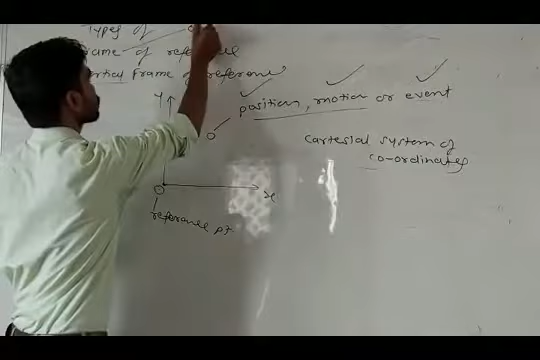 Types of
Frame of reference
ertial Frame of reference
Y
position, motion or event
Cartesial system of
co-ordinates
x
reference pt.